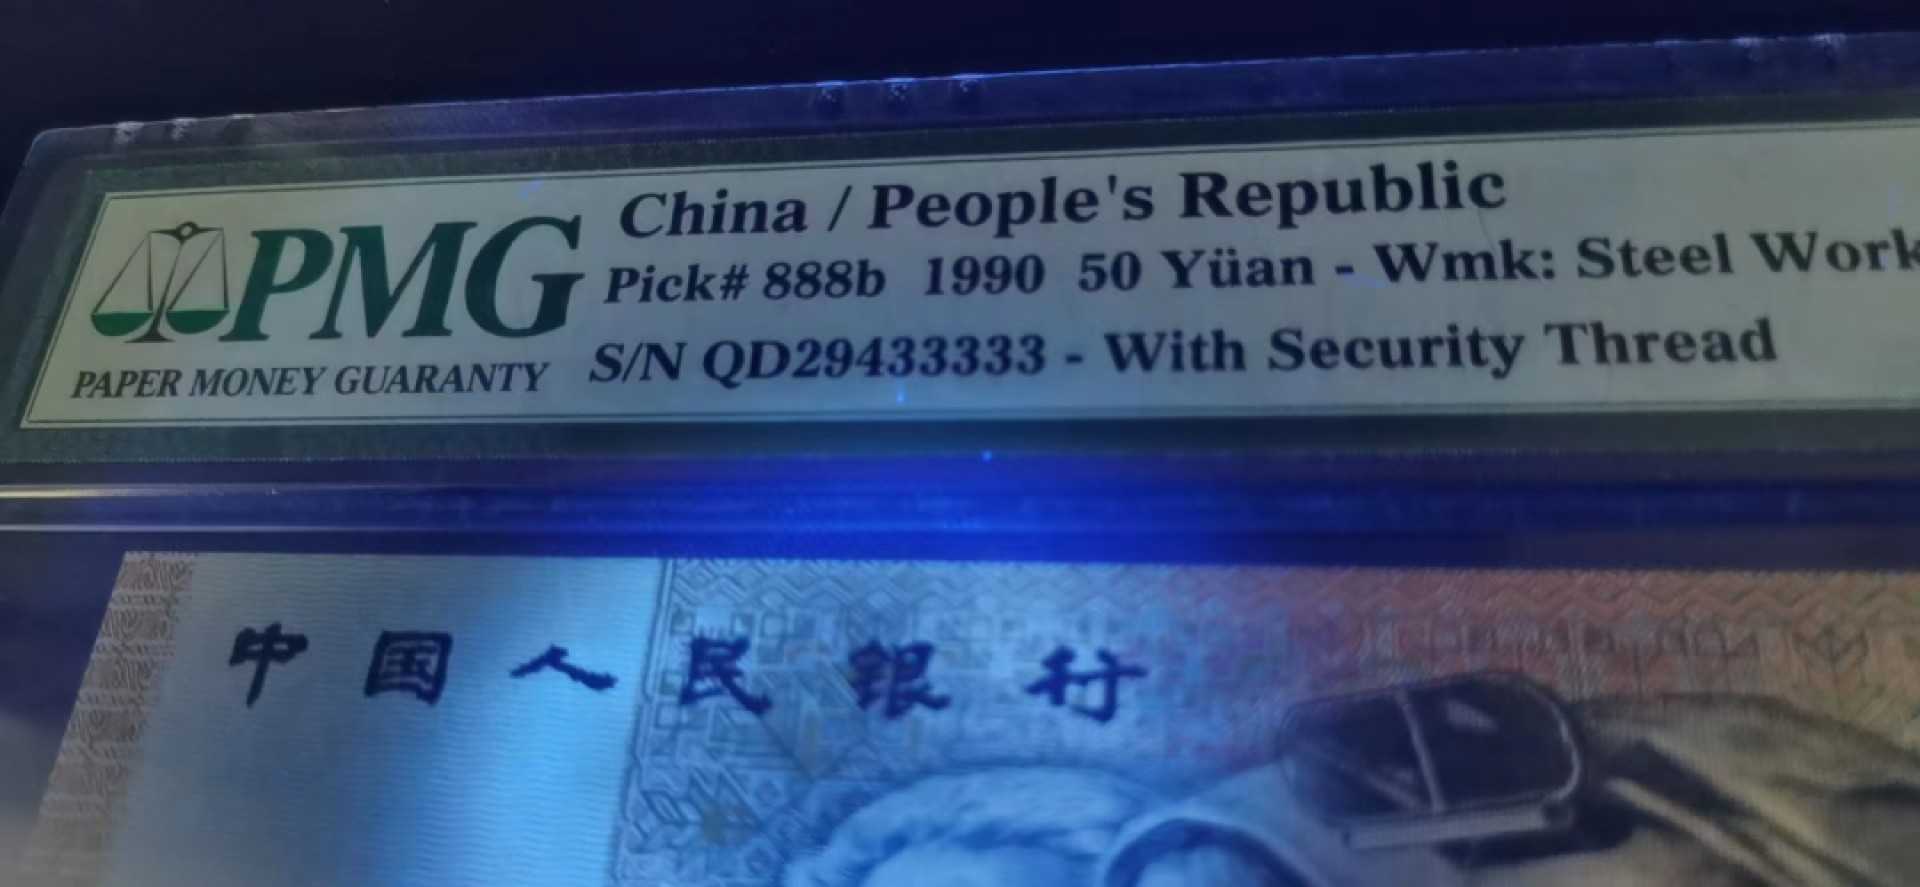 PMG
PAPER MONEY GUARANTY
China / People's Republic
Pick# 888b 1990 50 Yüan - Wmk: Steel Work
S/N QD29433333 - With Security Thread
中国人民银行